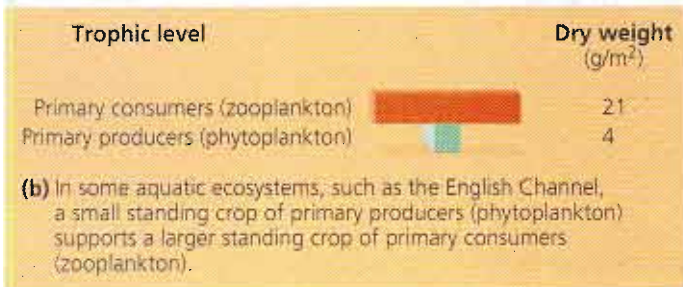 Trophic level Dry weight
(g/m²)
Primary consumers (zooplankton) 21
Primary producers (phytoplankton) 4
(b) In some aquatic ecosystems, such as the English Channel,
a small standing crop of primary producers (phytoplankton)
supports a larger standing crop of primary consumers
(zooplankton).